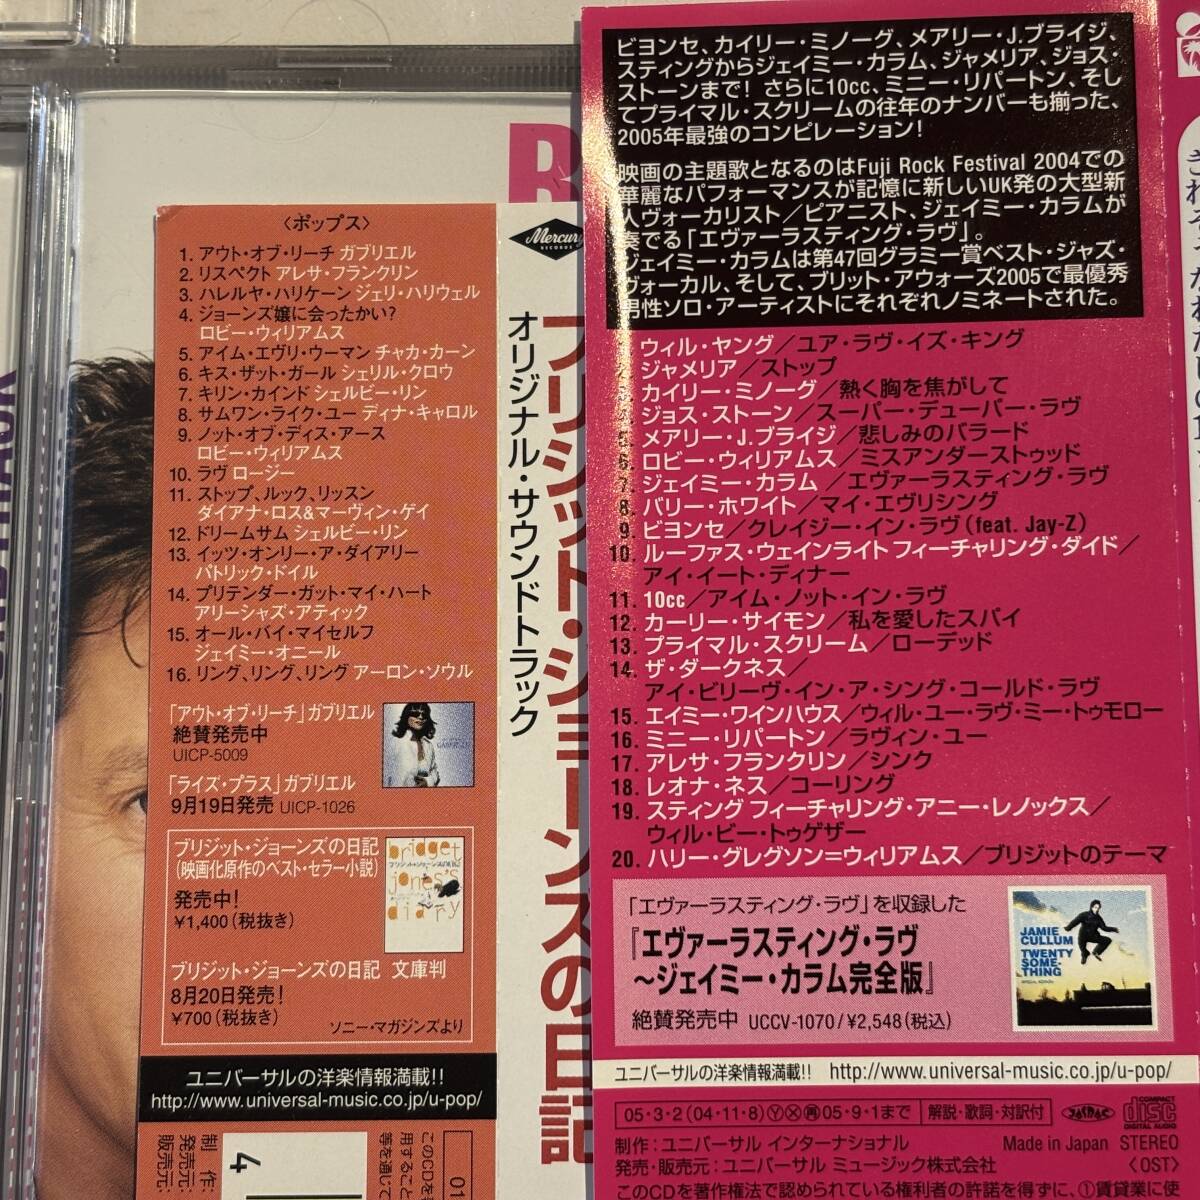 〈ポップス〉
1. アウト・オブ・リーチ ガブリエル
2. リスペクト アレサ・フランクリン
3. ハレルヤ・ハリケーン ジェリ・ハリウェル
4. ジョーンズ嬢に会ったかい?
ロビー・ウィリアムス
5. アイム・エヴリ・ウーマン チャカ・カーン
6. キス・ザット・ガール シェリル・クロウ
7. キリン・カインド シェルビー・リン
8. サムワン・ライク・ユー ディナ・キャロル
9. ノット・オブ・ディス・アース
ロビー・ウィリアムス
10. ラヴ ロージー
11. ストップ、ルック、リッスン
ダイアナ・ロス&マーヴィン・ゲイ
12. ドリームサム シェルビー・リン
13. イッツ・オンリー・ア・ダイアリー
パトリック・ドイル
14. プリテンダー・ガット・マイ・ハート
アリーシャズ・アティック
15. オール・バイ・マイセルフ
ジェイミー・オニール
16. リング、リング、リング アーロン・ソウル
「アウト・オブ・リーチ」ガブリエル
絶賛発売中
UICP-5009
「ライズ・プラス」ガブリエル
9月19日発売 UICP-1026
ブリジット・ジョーンズの日記
(映画化原作のベスト・セラー小説)
発売中!
¥1,400(税抜き)
bridget
jones's
diary
ブリジット・ジョーンズの日記 文庫判
8月20日発売!
¥700(税抜き)
ソニー・マガジンズより
ユニバーサルの洋楽情報満載!!
http://www.universal-music.co.jp/u-pop/
4
Mercury
RECORDS
オリジナル・サウンドトラック
ブリジット・ジョーンズの日記
ビヨンセ、カイリー・ミノーグ、メアリー・J.ブライジ、
スティングからジェイミー・カラム、ジャメリア、ジョス・
ストーンまで! さらに10cc、ミニー・リパートン、そし
てプライマル・スクリームの往年のナンバーも揃った、
2005年最強のコンピレーション!
映画の主題歌となるのはFuji Rock Festival 2004での
華麗なパフォーマンスが記憶に新しいUK発の大型新
人ヴォーカリスト/ピアニスト、ジェイミー・カラムが
奏でる「エヴァーラスティング・ラヴ」。
ジェイミー・カラムは第47回グラミー賞ベスト・ジャズ・
ヴォーカル、そして、ブリット・アウォーズ2005で最優秀
男性ソロ・アーティストにそれぞれノミネートされた。
ウィル・ヤング/ユア・ラヴ・イズ・キング
ジャメリア/ストップ
カイリー・ミノーグ/熱く胸を焦がして
ジョス・ストーン/スーパー・デューパー・ラヴ
5. メアリー・J.ブライジ/悲しみのバラード
6. ロビー・ウィリアムス/ミスアンダーストゥッド
7. ジェイミー・カラム/エヴァーラスティング・ラヴ
8. バリー・ホワイト/マイ・エヴリシング
9. ビヨンセ/クレイジー・イン・ラヴ(feat. Jay-Z)
10. ルーファス・ウェインライト フィーチャリング・ダイド/
アイ・イート・ディナー
11. 10cc/アイム・ノット・イン・ラヴ
12. カーリー・サイモン/私を愛したスパイ
13. プライマル・スクリーム/ローデッド
14. ザ・ダークネス/
アイ・ビリーヴ・イン・ア・シング・コールド・ラヴ
15. エイミー・ワインハウス/ウィル・ユー・ラヴ・ミー・トゥモロー
16. ミニー・リパートン/ラヴィン・ユー
17. アレサ・フランクリン/シンク
18. レオナ・ネス/コーリング
19. スティング フィーチャリング・アニー・レノックス/
ウィル・ビー・トゥゲザー
20. ハリー・グレグソン=ウィリアムス/ブリジットのテーマ
「エヴァーラスティング・ラヴ」を収録した
『エヴァーラスティング・ラヴ
~ジェイミー・カラム完全版』
絶賛発売中 UCCV-1070/¥2,548(税込)
JAMIE
CULLUM
TWENTY
SOME-
THING
ユニバーサルの洋楽情報満載!! http://www.universal-music.co.jp/u-pop/
05・3・2(04・11・8)Ⓨ Ⓧ 再 05・9・1まで 解説・歌詞・対訳付 JASRAC COMPACT disc DIGITAL AUDIO
制作:ユニバーサル インターナショナル Made in Japan STEREO
発売・販売元:ユニバーサル ミュージック株式会社 〈OST〉
このCDを著作権法で認められている権利者の許諾を得ずに、①賃貸業に使